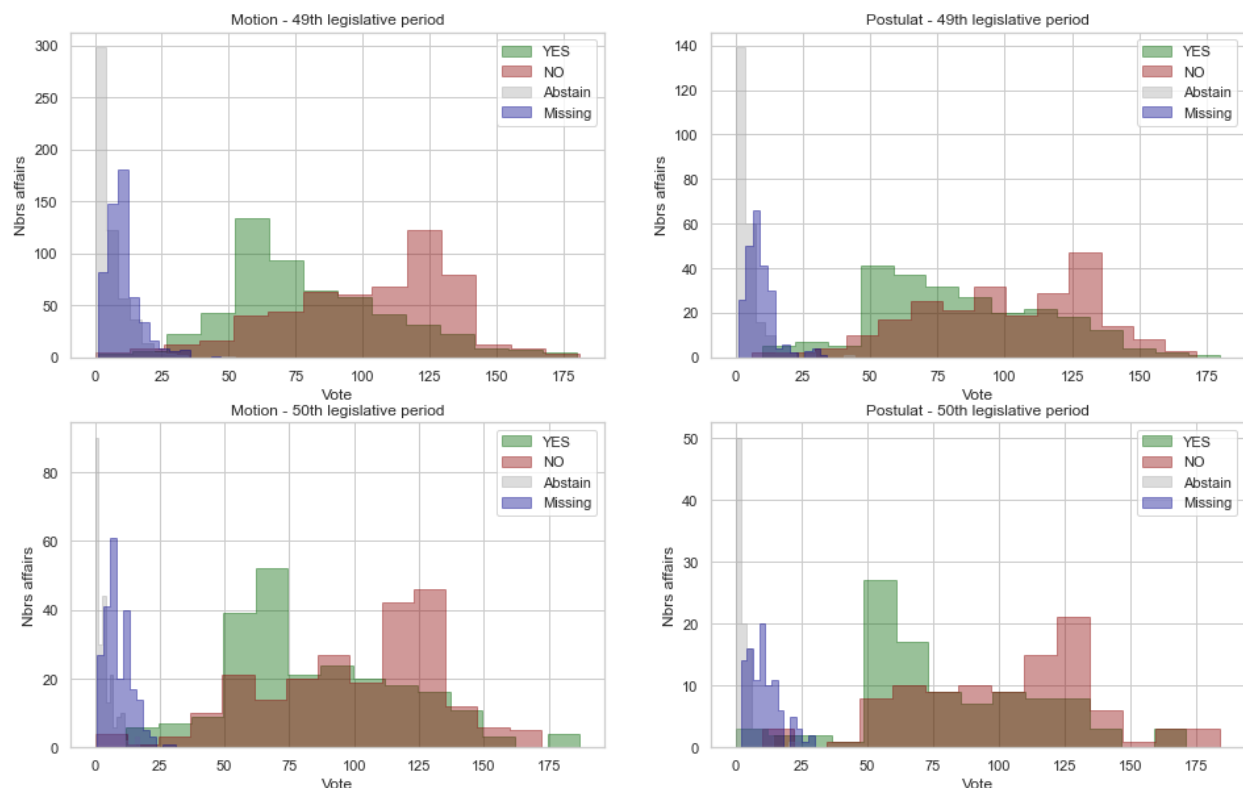 Motion - 49th legislative period
300
250
200
150
100
50
0
Nbrs affairs
YES
NO
Abstain
Missing
0 25 50 75 100 125 150 175
Vote
Postulat - 49th legislative period
140
120
100
80
60
40
20
0
Nbrs affairs
YES
NO
Abstain
Missing
0 25 50 75 100 125 150 175
Vote
Motion - 50th legislative period
80
60
40
20
0
Nbrs affairs
YES
NO
Abstain
Missing
0 25 50 75 100 125 150 175
Vote
Postulat - 50th legislative period
50
40
30
20
10
0
Nbrs affairs
YES
NO
Abstain
Missing
0 25 50 75 100 125 150 175
Vote